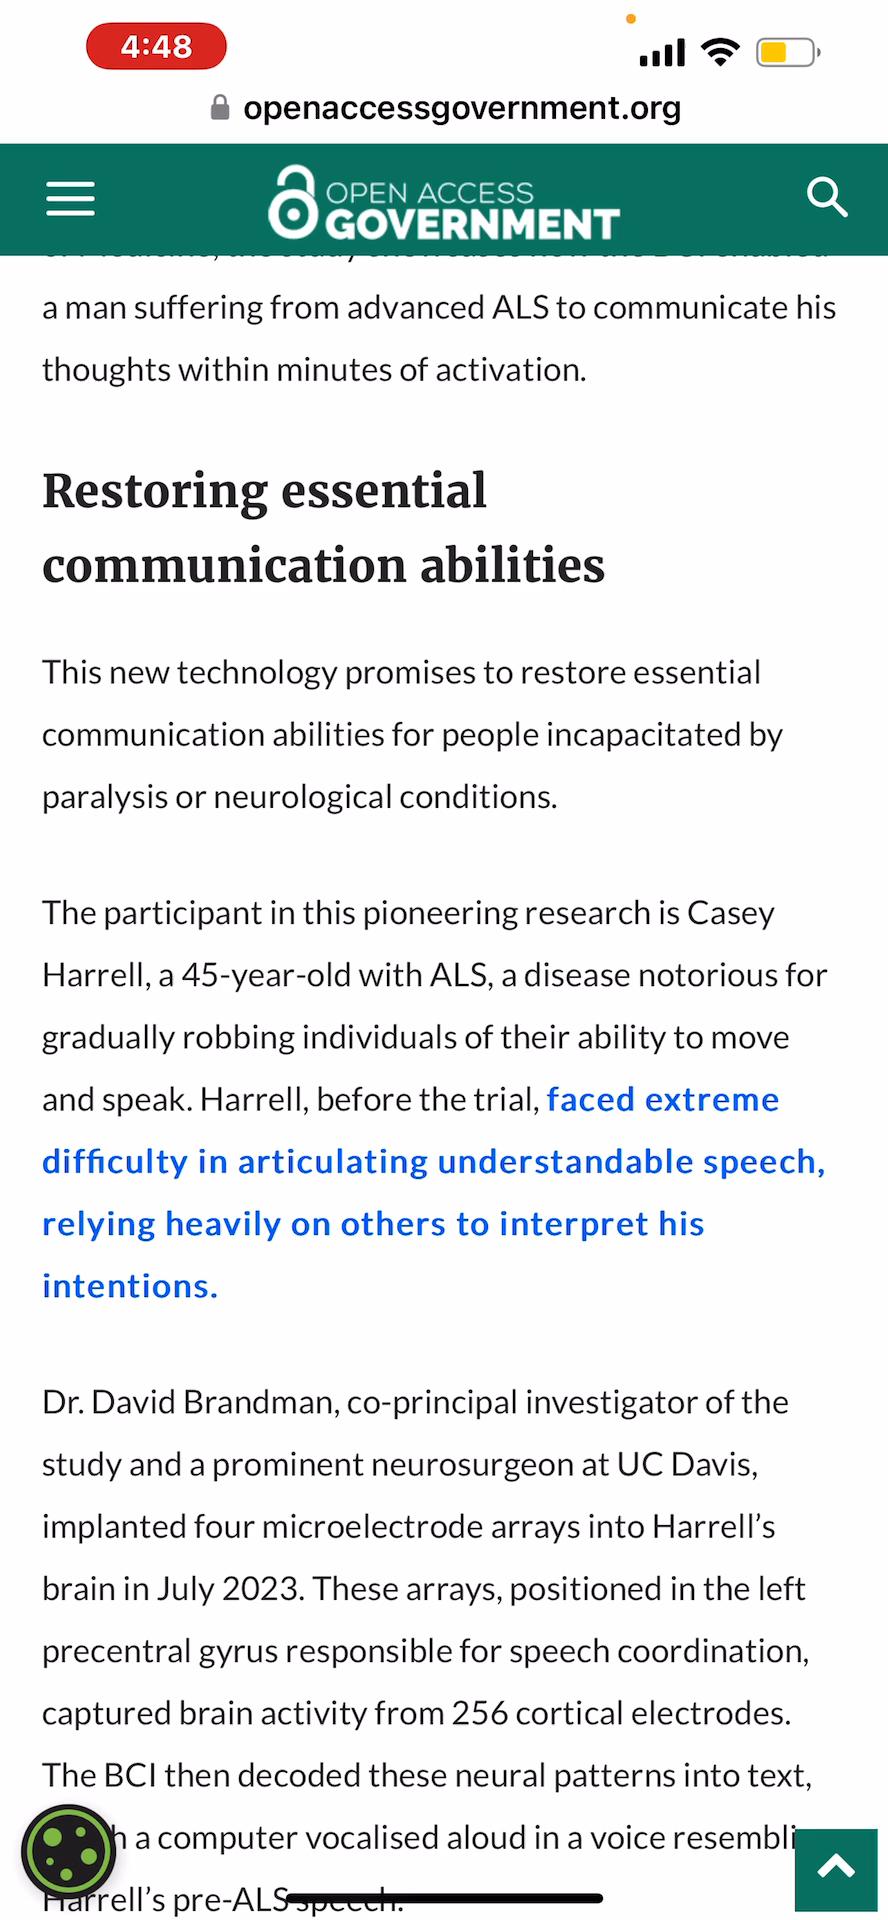 4:48
openaccessgovernment.org
OPEN ACCESS
GOVERNMENT
a man suffering from advanced ALS to communicate his
thoughts within minutes of activation.
Restoring essential
communication abilities
This new technology promises to restore essential
communication abilities for people incapacitated by
paralysis or neurological conditions.
The participant in this pioneering research is Casey
Harrell, a 45-year-old with ALS, a disease notorious for
gradually robbing individuals of their ability to move
and speak. Harrell, before the trial, faced extreme
difficulty in articulating understandable speech,
relying heavily on others to interpret his
intentions.
Dr. David Brandman, co-principal investigator of the
study and a prominent neurosurgeon at UC Davis,
implanted four microelectrode arrays into Harrell’s
brain in July 2023. These arrays, positioned in the left
precentral gyrus responsible for speech coordination,
captured brain activity from 256 cortical electrodes.
The BCI then decoded these neural patterns into text,
a computer vocalised aloud in a voice
Harrell’s pre-ALS speech.